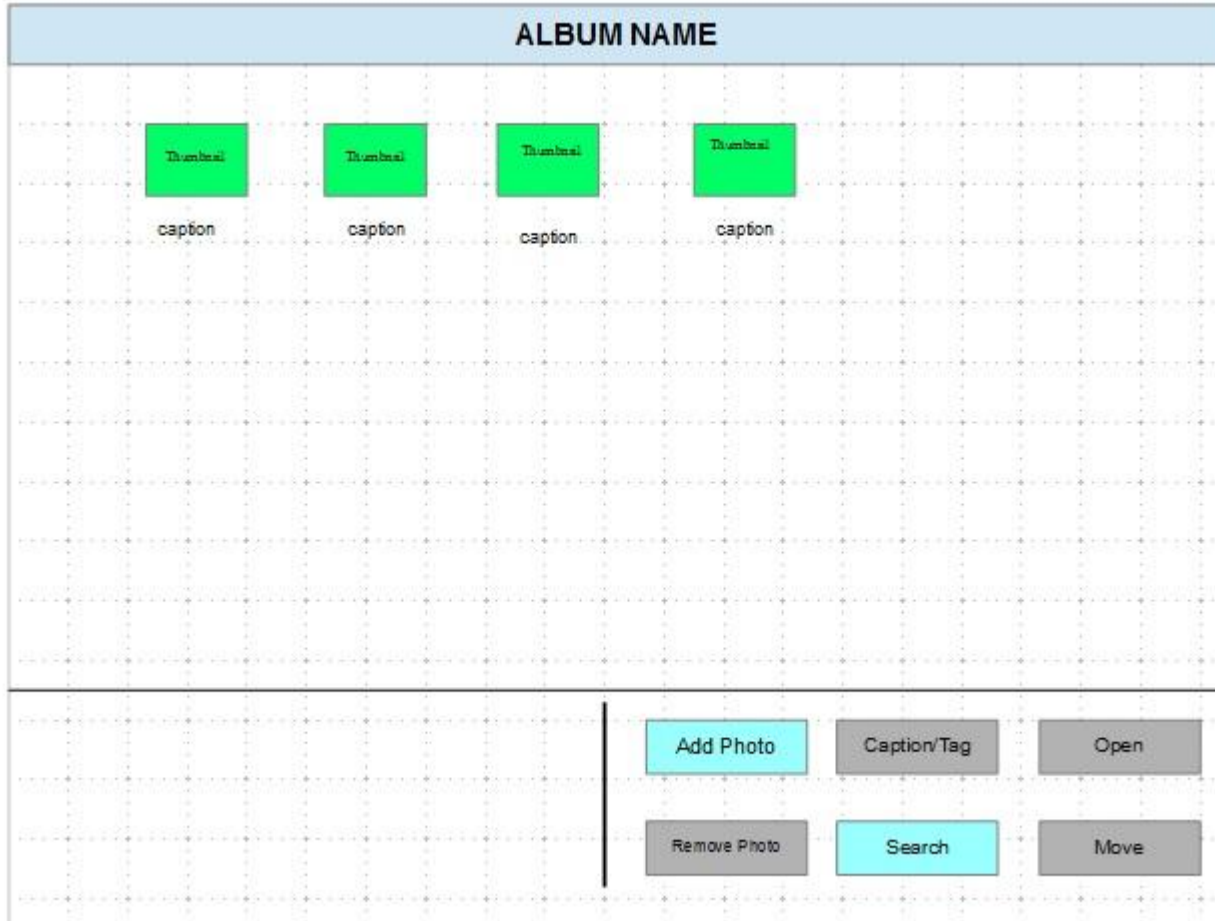 ALBUM NAME
Thumbnail Thumbnail Thumbnail Thumbnail
caption caption caption caption
Add Photo Caption/Tag Open
Remove Photo Search Move